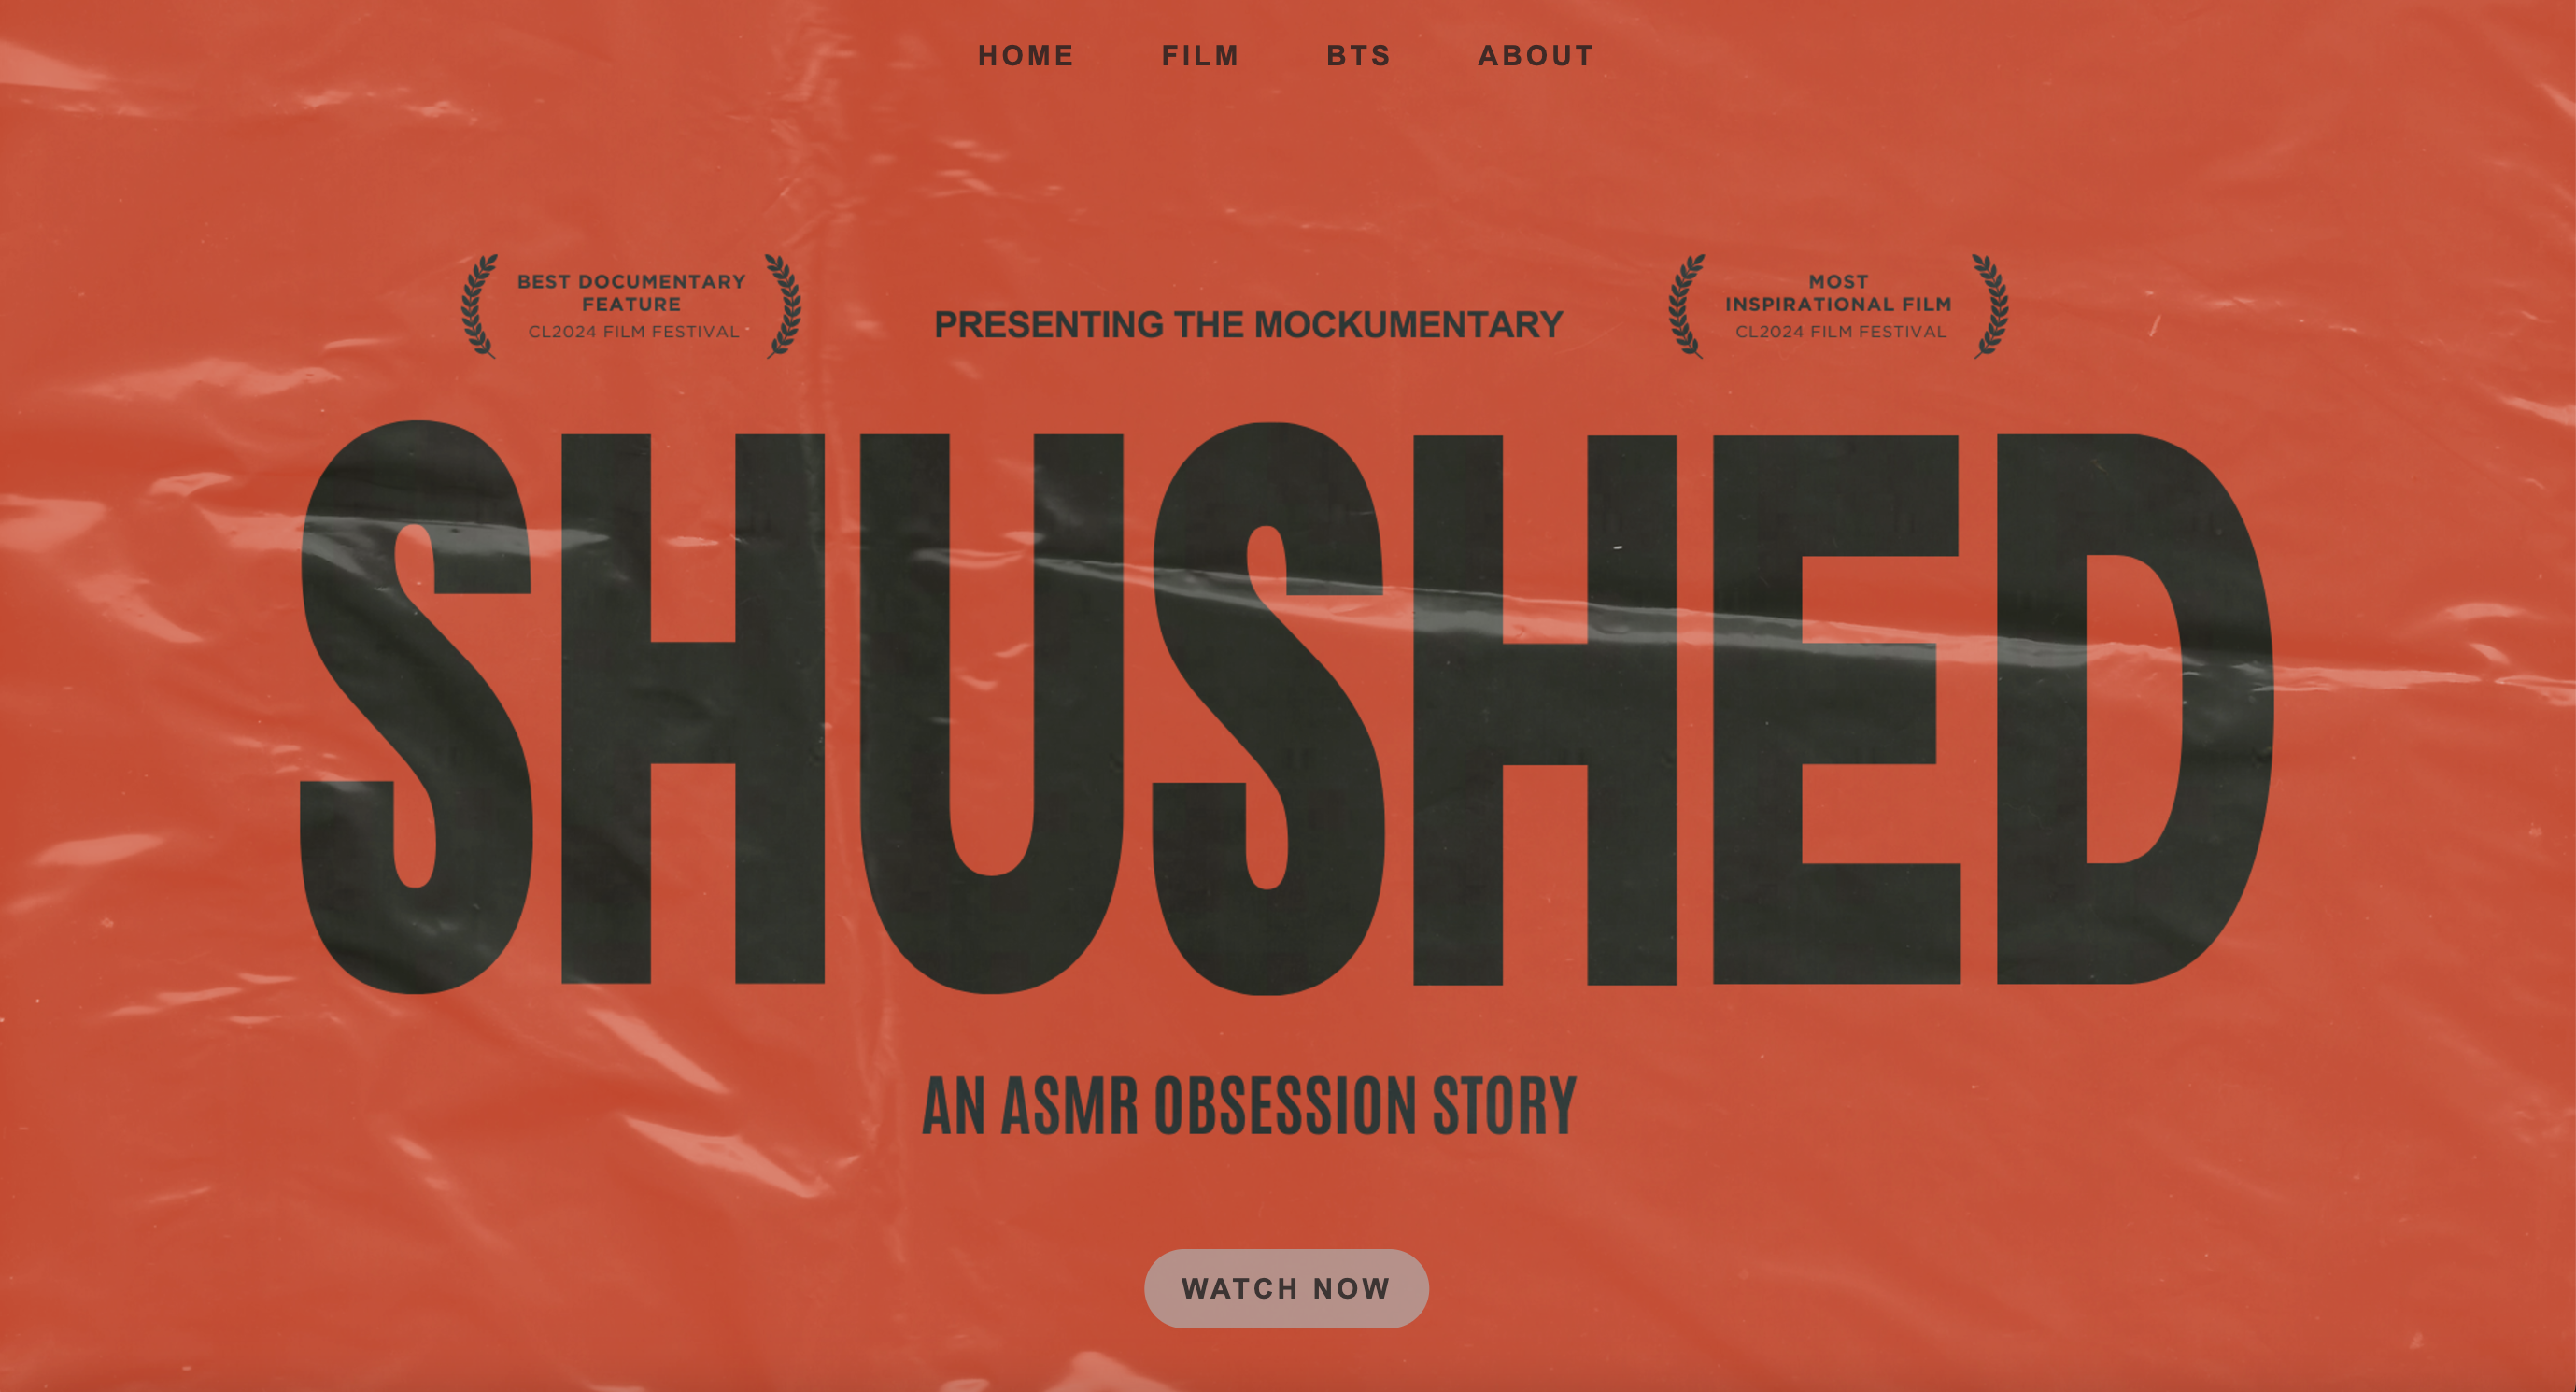 HOME FILM BTS ABOUT
BEST DOCUMENTARY
FEATURE
CL2024 FILM FESTIVAL
PRESENTING THE MOCKUMENTARY
MOST
INSPIRATIONAL FILM
CL2024 FILM FESTIVAL
SHUSHED
AN ASMR OBSESSION STORY
WATCH NOW